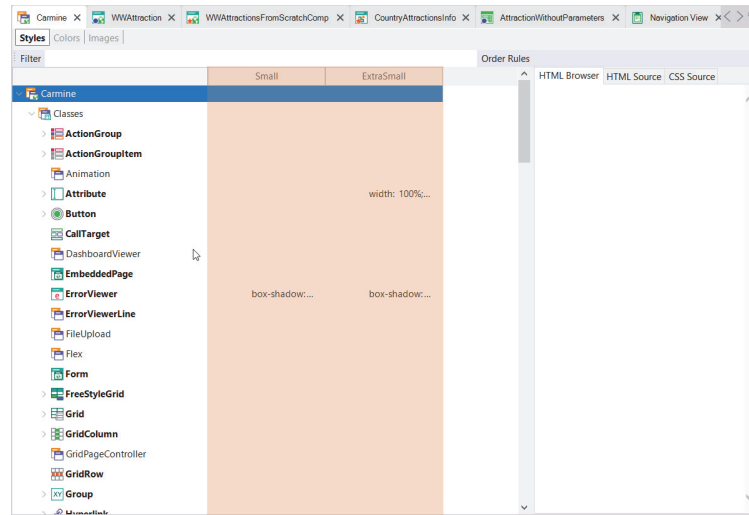 Carmine WWAttraction WWAttractionsFromScratchComp CountryAttractionsInfo AttractionWithoutParameters Navigation View
Styles Colors Images
Filter Order Rules
Small ExtraSmall HTML Browser HTML Source CSS Source
Carmine
Classes
ActionGroup
ActionGroupItem
Animation
Attribute width: 100%;...
Button
CallTarget
DashboardViewer
EmbeddedPage
ErrorViewer box-shadow:... box-shadow:...
ErrorViewerLine
FileUpload
Flex
Form
FreeStyleGrid
Grid
GridColumn
GridPageController
GridRow
Group
Hyperlink